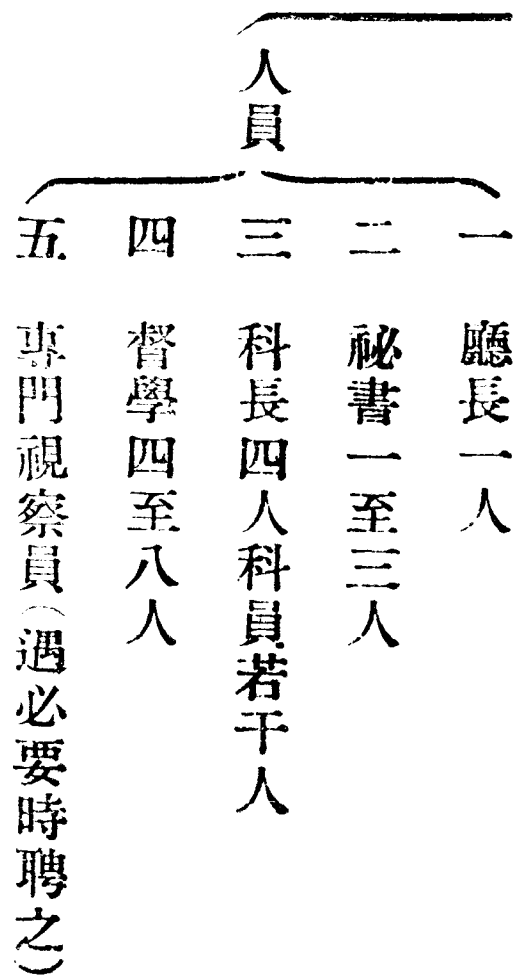 人員
一　廳長一人
二　祕書一至三人
三　科長四人科員若干人
四　督學四至八人
五　專門視察員（遇必要時聘之）